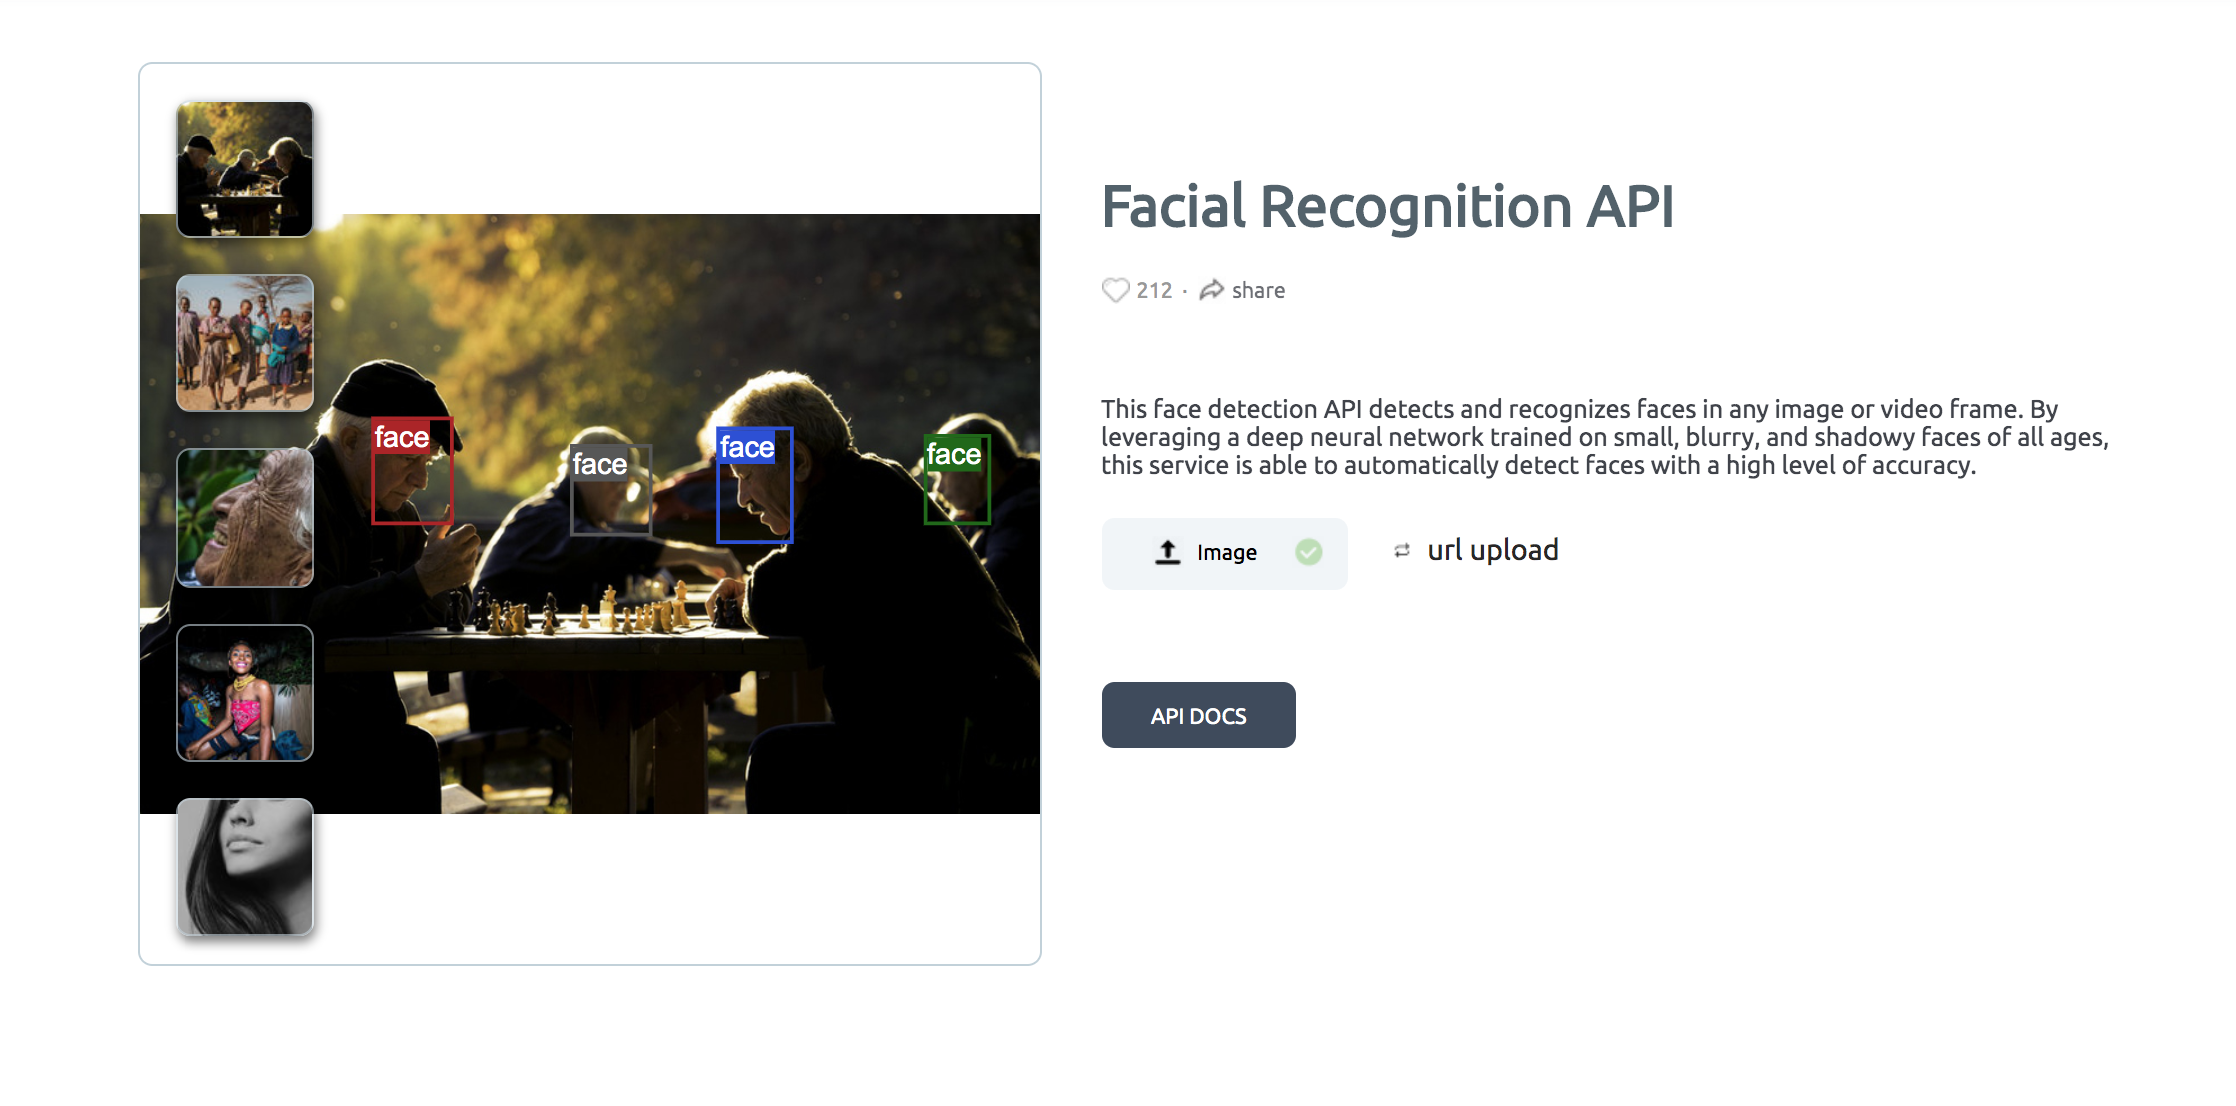 face
face
face
face
Facial Recognition API
212 · share
This face detection API detects and recognizes faces in any image or video frame. By
leveraging a deep neural network trained on small, blurry, and shadowy faces of all ages,
this service is able to automatically detect faces with a high level of accuracy.
Image
url upload
API DOCS